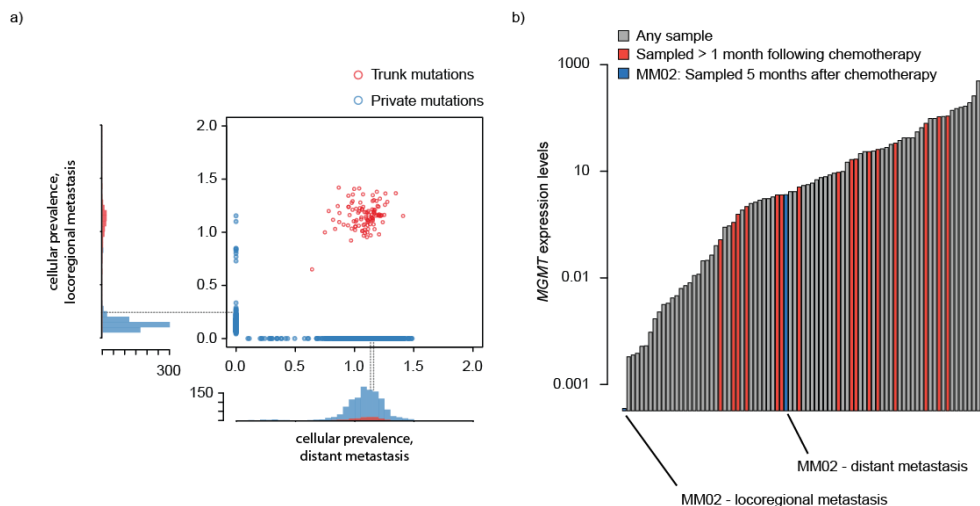 a)
Trunk mutations
Private mutations
cellular prevalence,
locoregional metastasis
2.0
1.5
1.0
0.5
0.0
300
0.0
0.5
1.0
1.5
2.0
150
cellular prevalence,
distant metastasis
b)
Any sample
Sampled > 1 month following chemotherapy
MM02: Sampled 5 months after chemotherapy
MGMT expression levels
1000
10
0.01
0.001
MM02 - distant metastasis
MM02 - locoregional metastasis